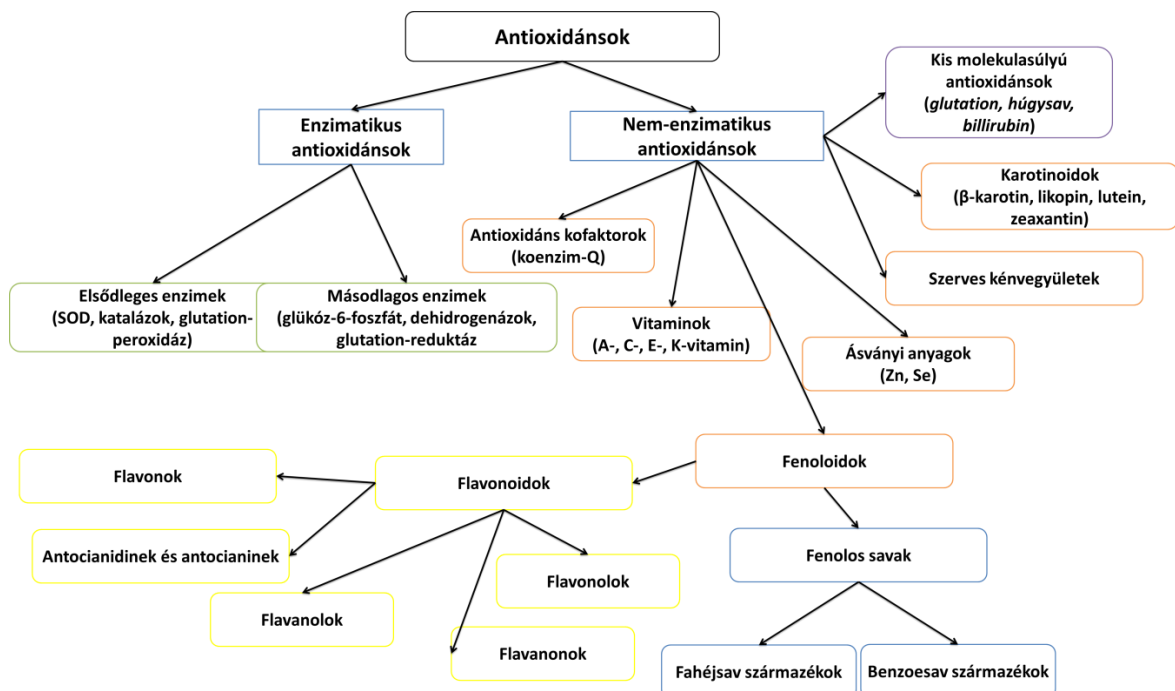 Antioxidánsok
Kis molekulasúlyú
antioxidánsok
(glutation, húgysav,
billirubin)
Enzimatikus
antioxidánsok
Nem-enzimatikus
antioxidánsok
Karotinoidok
(β-karotin, likopin, lutein,
zeaxantin)
Antioxidáns kofaktorok
(koenzim-Q)
Szerves kénvegyületek
Elsődleges enzimek
(SOD, katalázok, glutation-
peroxidáz)
Másodlagos enzimek
(glükóz-6-foszfát, dehidrogenázok,
glutation-reduktáz
Vitaminok
(A-, C-, E-, K-vitamin)
Ásványi anyagok
(Zn, Se)
Fenoloidok
Flavonoidok
Flavonok
Antocianidinek és antocianinek
Fenolos savak
Flavonolok
Flavanolok
Flavanonok
Fahéjsav származékok
Benzoesav származékok